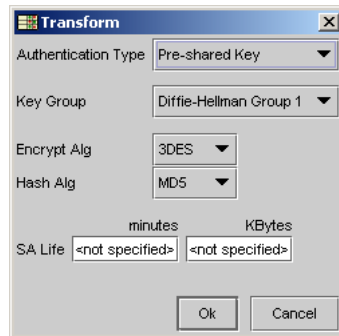 Transform
Authentication Type Pre-shared Key
Key Group Diffie-Hellman Group 1
Encrypt Alg 3DES
Hash Alg MD5
minutes KBytes
SA Life <not specified> <not specified>
Ok Cancel